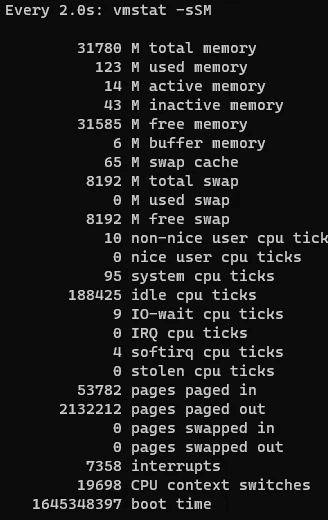 Every 2.0s: vmstat -sSM
31780 M total memory
123 M used memory
14 M active memory
43 M inactive memory
31585 M free memory
6 M buffer memory
65 M swap cache
8192 M total swap
0 M used swap
8192 M free swap
10 non-nice user cpu tick
0 nice user cpu ticks
95 system cpu ticks
188425 idle cpu ticks
9 IO-wait cpu ticks
0 IRQ cpu ticks
4 softirq cpu ticks
0 stolen cpu ticks
53782 pages paged in
2132212 pages paged out
0 pages swapped in
0 pages swapped out
7358 interrupts
19698 CPU context switches
1645348397 boot time